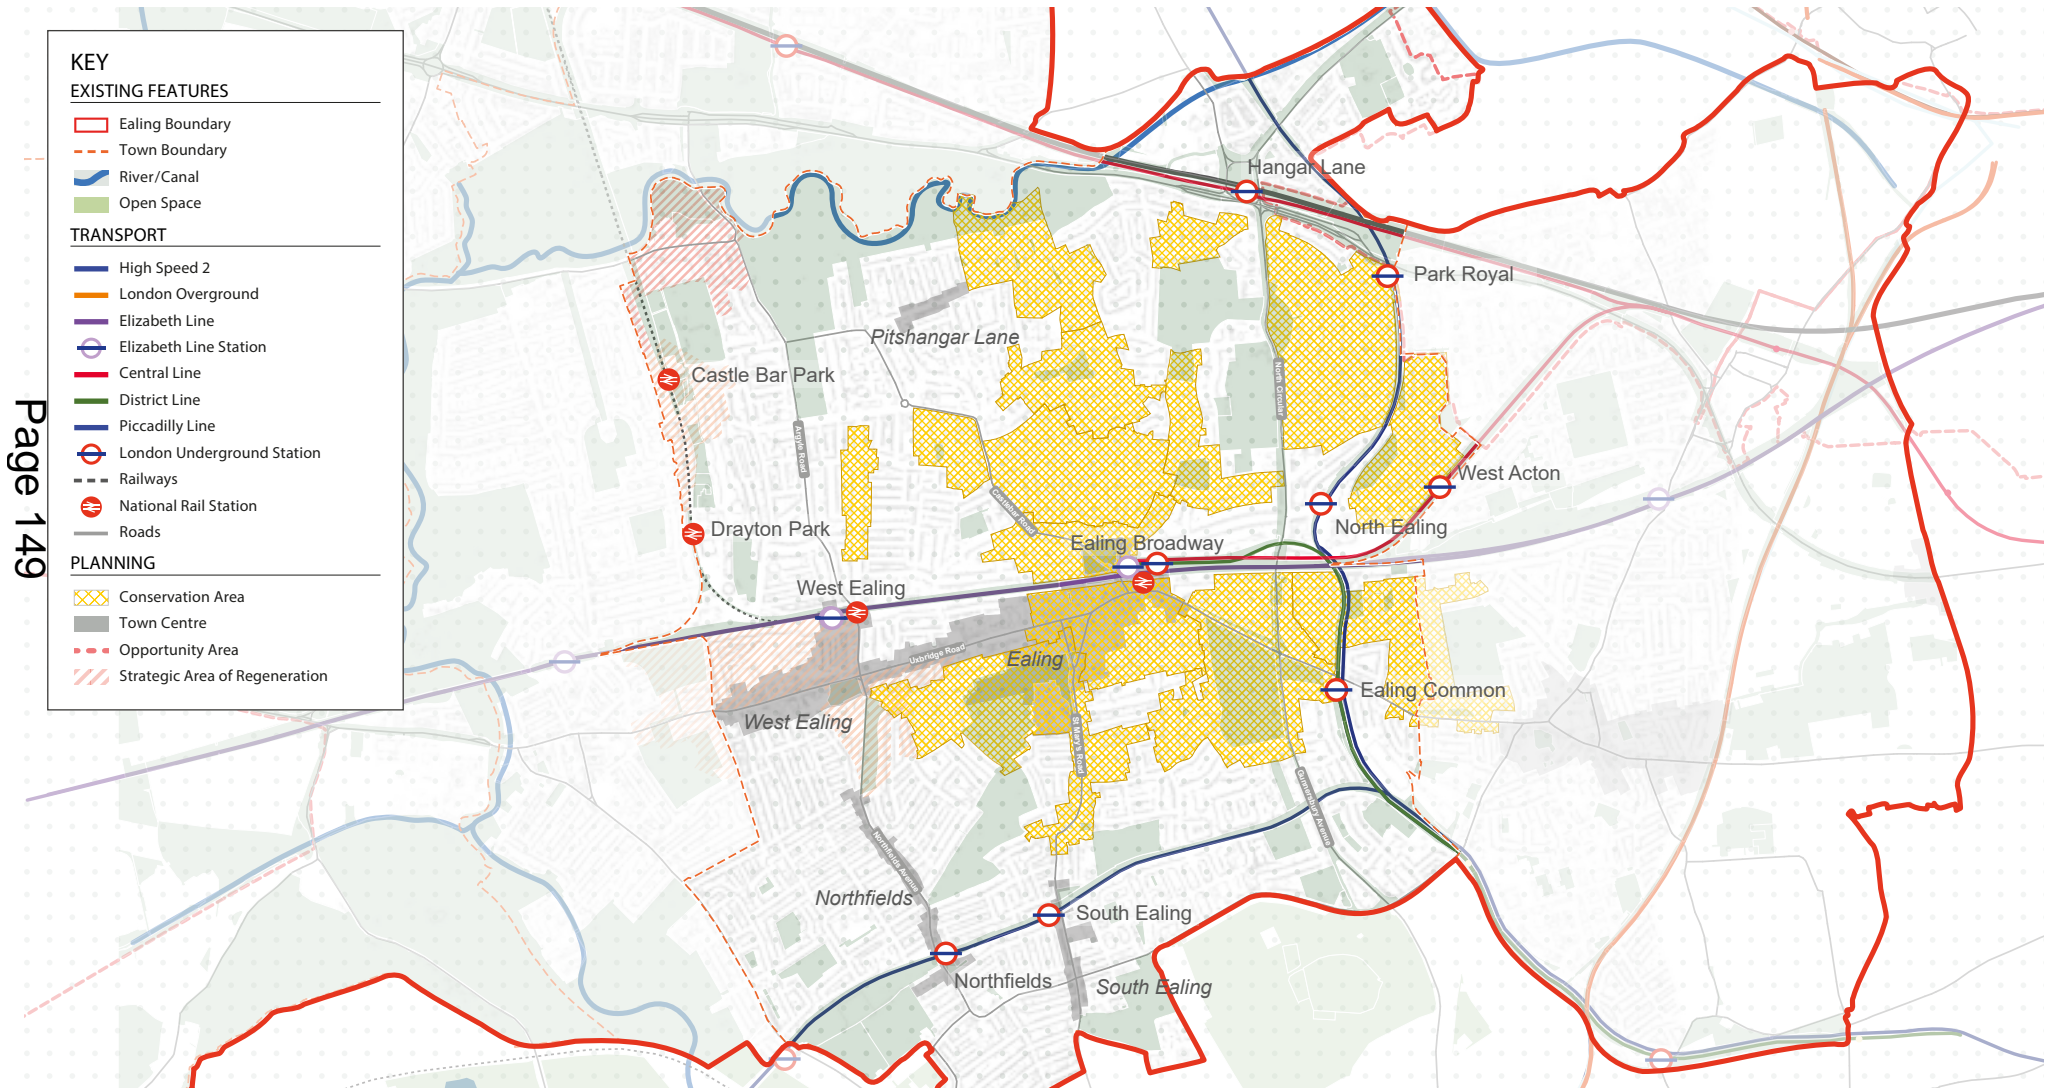 KEY
EXISTING FEATURES
Ealing Boundary
Town Boundary
River/Canal
Open Space
TRANSPORT
High Speed 2
London Overground
Elizabeth Line
Elizabeth Line Station
Central Line
District Line
Piccadilly Line
London Underground Station
Railways
National Rail Station
Roads
PLANNING
Conservation Area
Town Centre
Opportunity Area
Strategic Area of Regeneration
Page 149
Hangar Lane
Park Royal
Pitshangar Lane
Castle Bar Park
North Circular
Argyle Road
West Acton
Castlebar Road
North Ealing
Drayton Park
Ealing Broadway
West Ealing
Uxbridge Road
Ealing
Ealing Common
West Ealing
St Mary's Road
Gunnersbury Avenue
Northfields Avenue
Northfields
South Ealing
Northfields
South Ealing